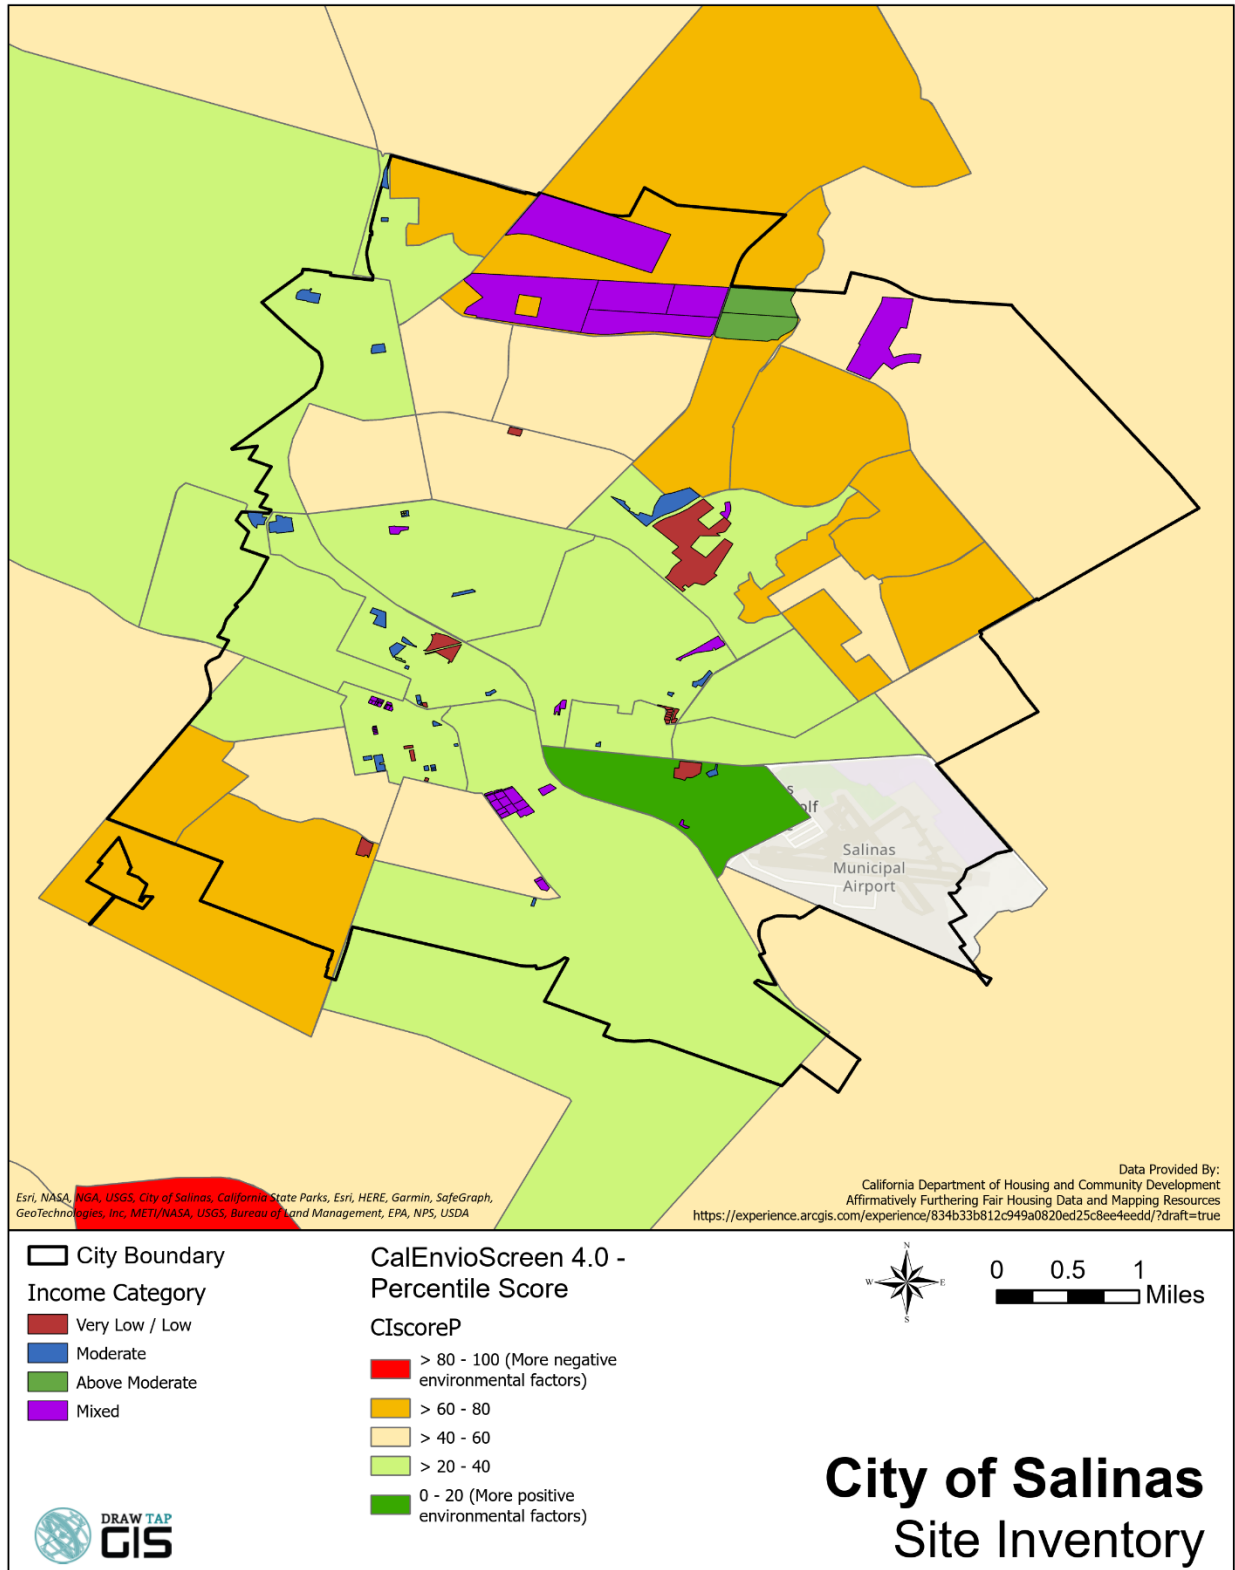 s
olf
Salinas
Municipal
Airport
Data Provided By:
California Department of Housing and Community Development
Affirmatively Furthering Fair Housing Data and Mapping Resources
https://experience.arcgis.com/experience/834b33b812c949a0820ed25c8ee4eedd/?draft=true
Esri, NASA, NGA, USGS, City of Salinas, California State Parks, Esri, HERE, Garmin, SafeGraph,
GeoTechnologies, Inc, METI/NASA, USGS, Bureau of Land Management, EPA, NPS, USDA
City Boundary
Income Category
Very Low / Low
Moderate
Above Moderate
Mixed
CalEnvioScreen 4.0 -
Percentile Score
CIscoreP
> 80 - 100 (More negative
environmental factors)
> 60 - 80
> 40 - 60
> 20 - 40
0 - 20 (More positive
environmental factors)
N
W E
S
0 0.5 1
Miles
City of Salinas
Site Inventory
DRAW TAP
GIS